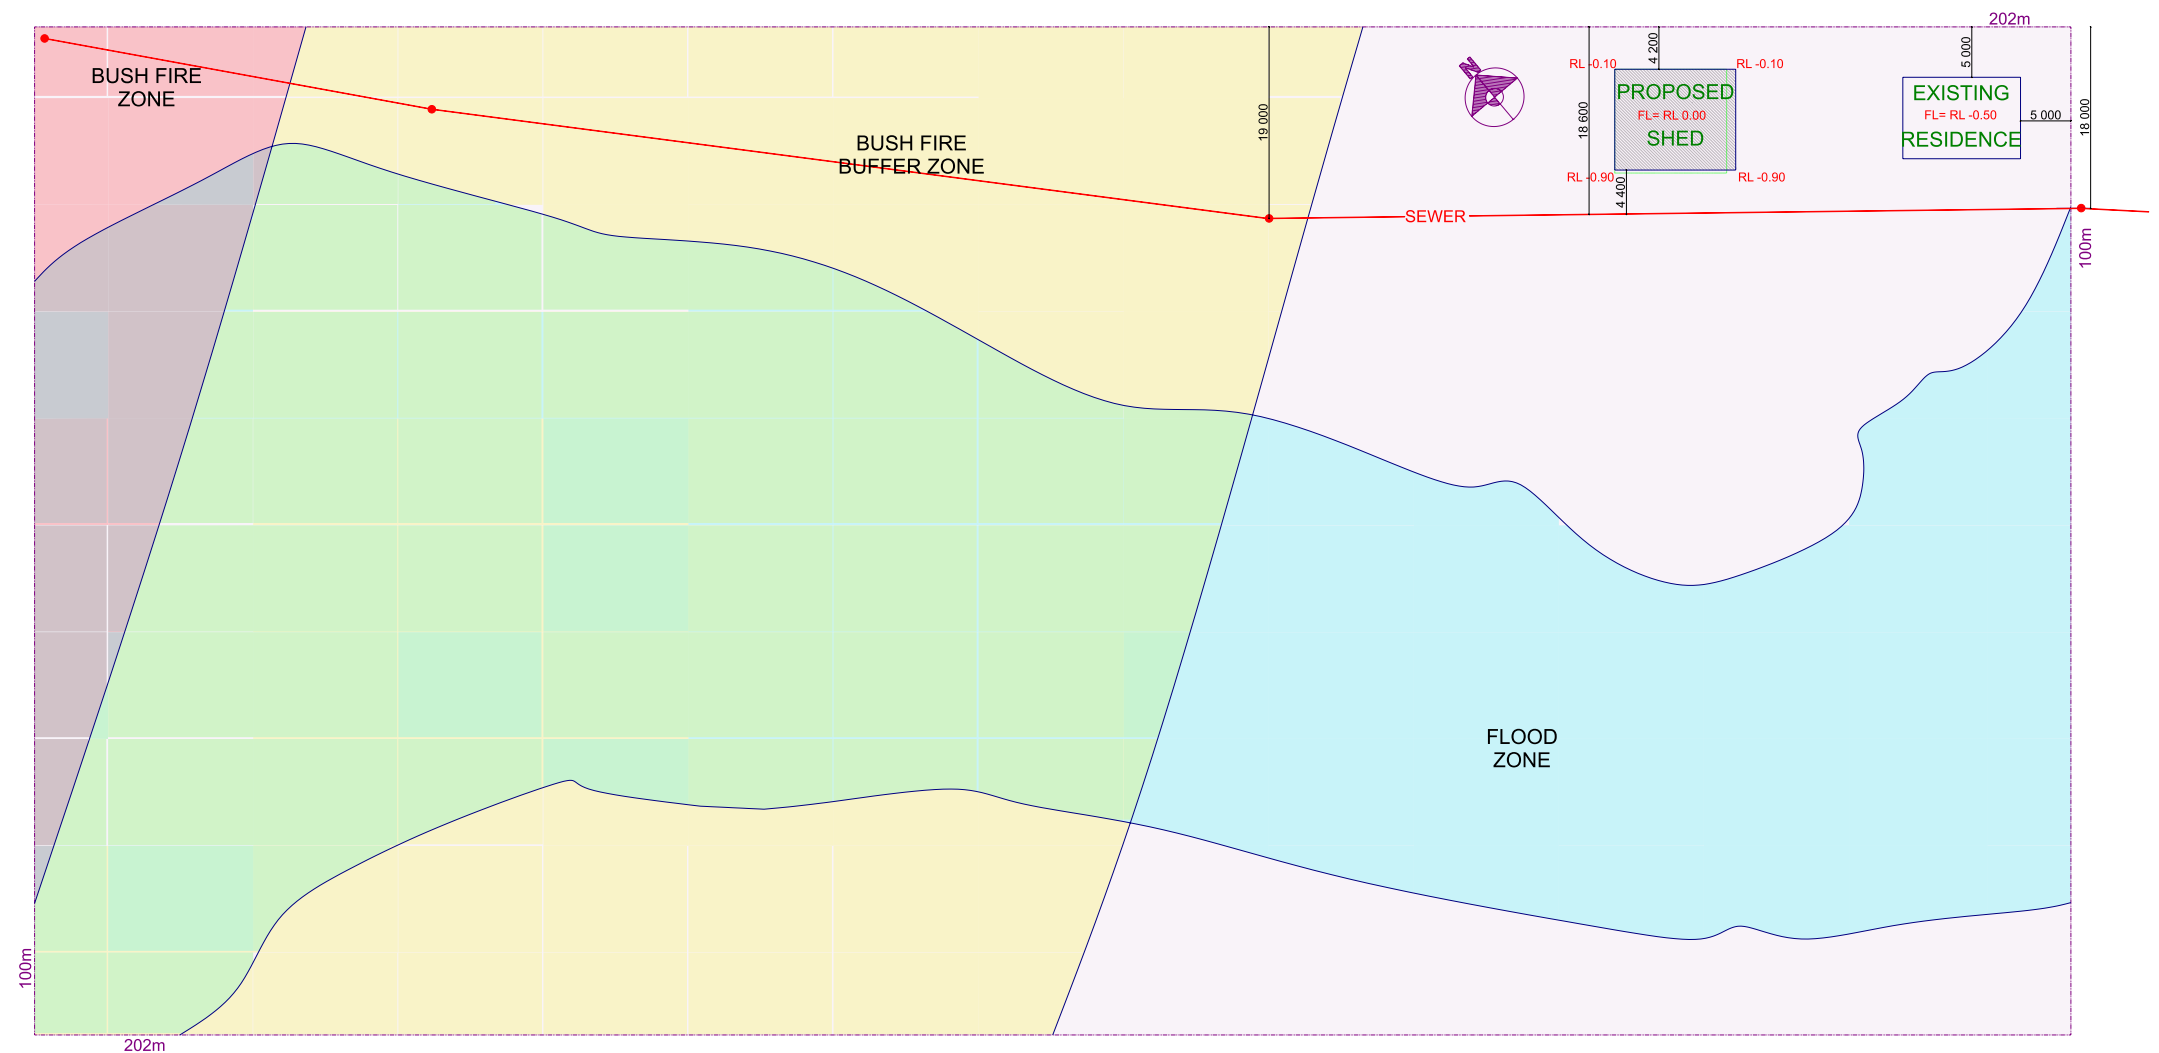 202m
BUSH FIRE
ZONE
BUSH FIRE
BUFFER ZONE
19 000
N
18 600
4 200
RL -0.10
RL -0.10
PROPOSED
FL= RL 0.00
SHED
RL -0.90
RL -0.90
4 400
5 000
EXISTING
FL= RL -0.50
RESIDENCE
5 000
18 000
SEWER
100m
FLOOD
ZONE
100m
202m